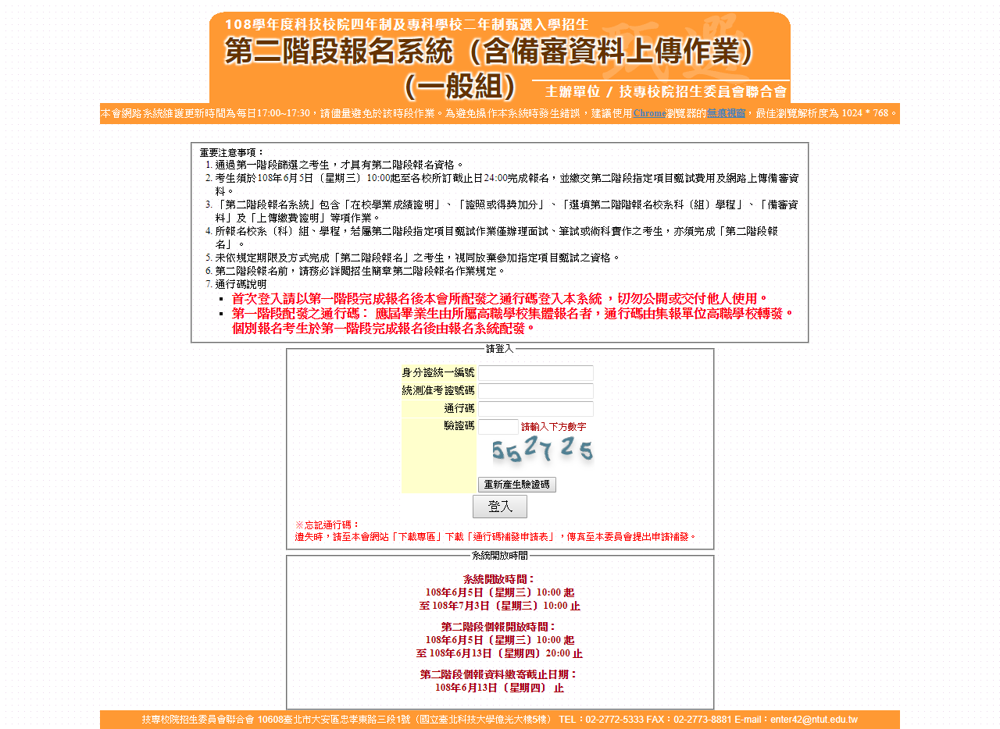 108學年度科技校院四年制及專科學校二年制甄選入學招生
第二階段報名系統（含備審資料上傳作業）
(一般組)
主辦單位 / 技專校院招生委員會聯合會
本會網路系統維護更新時間為每日17:00~17:30，請儘量避免於該時段作業。為避免操作本系統時發生錯誤，建議使用Chrome瀏覽器的無痕視窗，最佳瀏覽解析度為 1024 * 768。
重要注意事項：
1. 通過第一階段篩選之考生，才具有第二階段報名資格。
2. 考生須於108年6月5日〔星期三〕10:00起至各校所訂截止日24:00完成報名，並繳交第二階段指定項目甄試費用及網路上傳備審資
料。
3. 「第二階段報名系統」包含「在校學業成績證明」、「證照或得獎加分」、「選填第二階階報名校系科〔組〕學程」、「備審資
料」及「上傳繳費證明」等項作業。
4. 所報名校系〔科〕組、學程，若屬第二階段指定項目甄試作業僅辦理面試、筆試或術科實作之考生，亦須完成「第二階段報
名」。
5. 未依規定期限及方式完成「第二階段報名」之考生，視同放棄參加指定項目甄試之資格。
6. 第二階段報名前，請務必詳閱招生簡章第二階段報名作業規定。
7. 通行碼說明
首次登入請以第一階段完成報名後本會所配發之通行碼登入本系統 ，切勿公開或交付他人使用。
第一階段配發之通行碼： 應屆畢業生由所屬高職學校集體報名者，通行碼由集報單位高職學校轉發。
個別報名考生於第一階段完成報名後由報名系統配發。
請登入
身分證統一編號
統測准考證號碼
通行碼
驗證碼 請輸入下方數字
552725
重新產生驗證碼
登入
※忘記通行碼：
遺失時，請至本會網站「下載專區」下載「通行碼補發申請表」，傳真至本委員會提出申請補發。
系統開放時間
系統開放時間：
108年6月5日〔星期三〕10:00 起
至 108年7月3日〔星期三〕10:00 止
第二階段個報開放時間：
108年6月5日〔星期三〕10:00 起
至 108年6月13日〔星期四〕20:00 止
第二階段個報資料繳寄截止日期：
108年6月13日〔星期四〕 止
技專校院招生委員會聯合會 10608臺北市大安區忠孝東路三段1號（國立臺北科技大學億光大樓5樓） TEL：02-2772-5333 FAX：02-2773-8881 E-mail：enter42@ntut.edu.tw